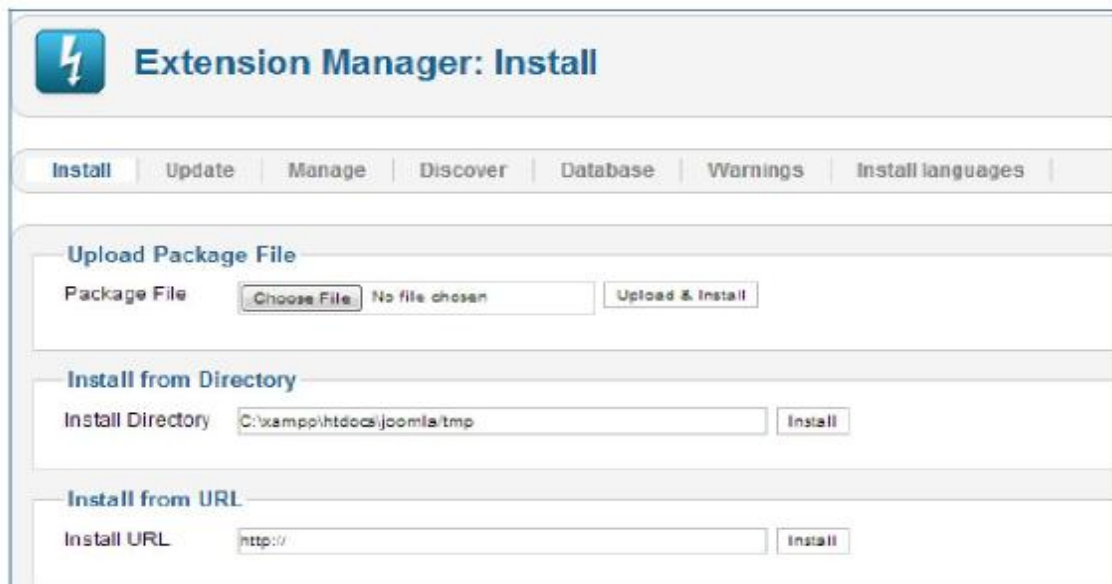 Extension Manager: Install
Install Update Manage Discover Database Warnings Install languages
Upload Package File
Package File Choose File No file chosen Upload & Install
Install from Directory
Install Directory C:\xampp\htdocs\joomla/tmp Install
Install from URL
Install URL http:// Install